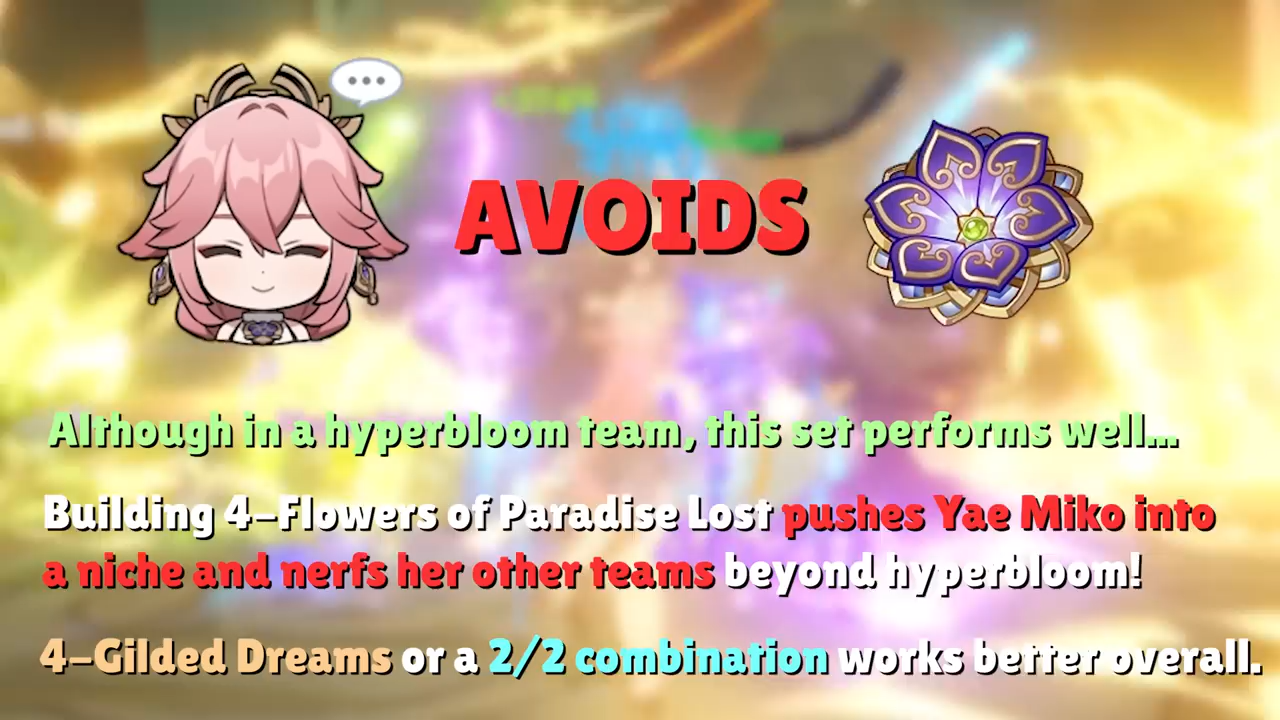 AVOIDS
Although in a hyperbloom team, this set performs well...
Building 4-Flowers of Paradise Lost pushes Yae Miko into
a niche and nerfs her other teams beyond hyperbloom!
4-Gilded Dreams or a 2/2 combination works better overall.